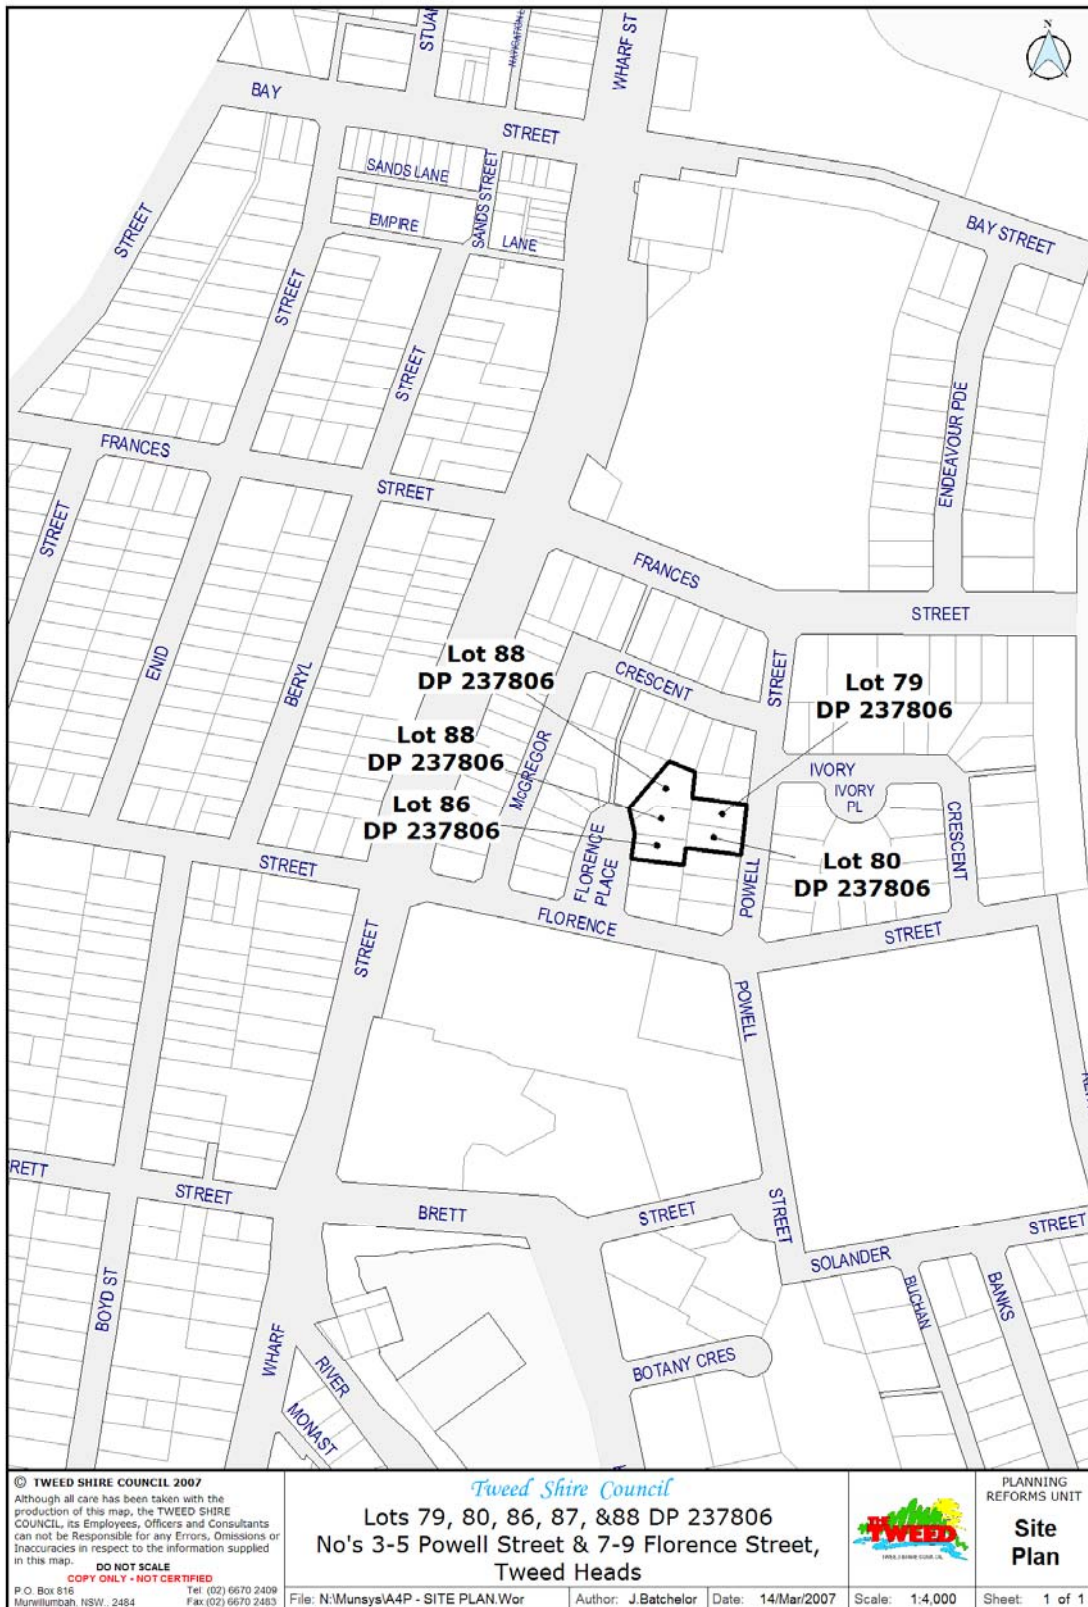 N
STUAR
NAVIGATION L
WHARF ST
BAY
STREET
SANDS LANE
SANDS STREET
EMPIRE
LANE
BAY STREET
STREET
STREET
STREET
ENDEAVOUR PDE
FRANCES
STREET
STREET
FRANCES
STREET
ENID
BERYL
Lot 88
DP 237806
CRESCENT
STREET
Lot 79
DP 237806
Lot 88
DP 237806
McGREGOR
IVORY
IVORY
PL
Lot 86
DP 237806
CRESCENT
STREET
FLORENCE
PLACE
POWELL
Lot 80
DP 237806
FLORENCE
STREET
STREET
POWELL
RETT
STREET
BRETT
STREET
STREET
STREET
SOLANDER
BOYD ST
BUCHAN
BANKS
WHARF
RIVER
BOTANY CRES
MONAST
© TWEED SHIRE COUNCIL 2007
Although all care has been taken with the
production of this map, the TWEED SHIRE
COUNCIL, its Employees, Officers and Consultants
can not be Responsible for any Errors, Omissions or
Inaccuracies in respect to the information supplied
in this map.
DO NOT SCALE
COPY ONLY - NOT CERTIFIED
P.O. Box 816
Murwillumbah, NSW.. 2484
Tel: (02) 6670 2409
Fax (02) 6670 2483
Tweed Shire Council
Lots 79, 80, 86, 87, &88 DP 237806
No's 3-5 Powell Street & 7-9 Florence Street,
Tweed Heads
File: N:\Munsys\A4P - SITE PLAN.Wor
Author: J.Batchelor
Date: 14/Mar/2007
THE
TWEED
TWEED SHIRE COUNCIL
Scale: 1:4,000
PLANNING
REFORMS UNIT
Site
Plan
Sheet: 1 of 1